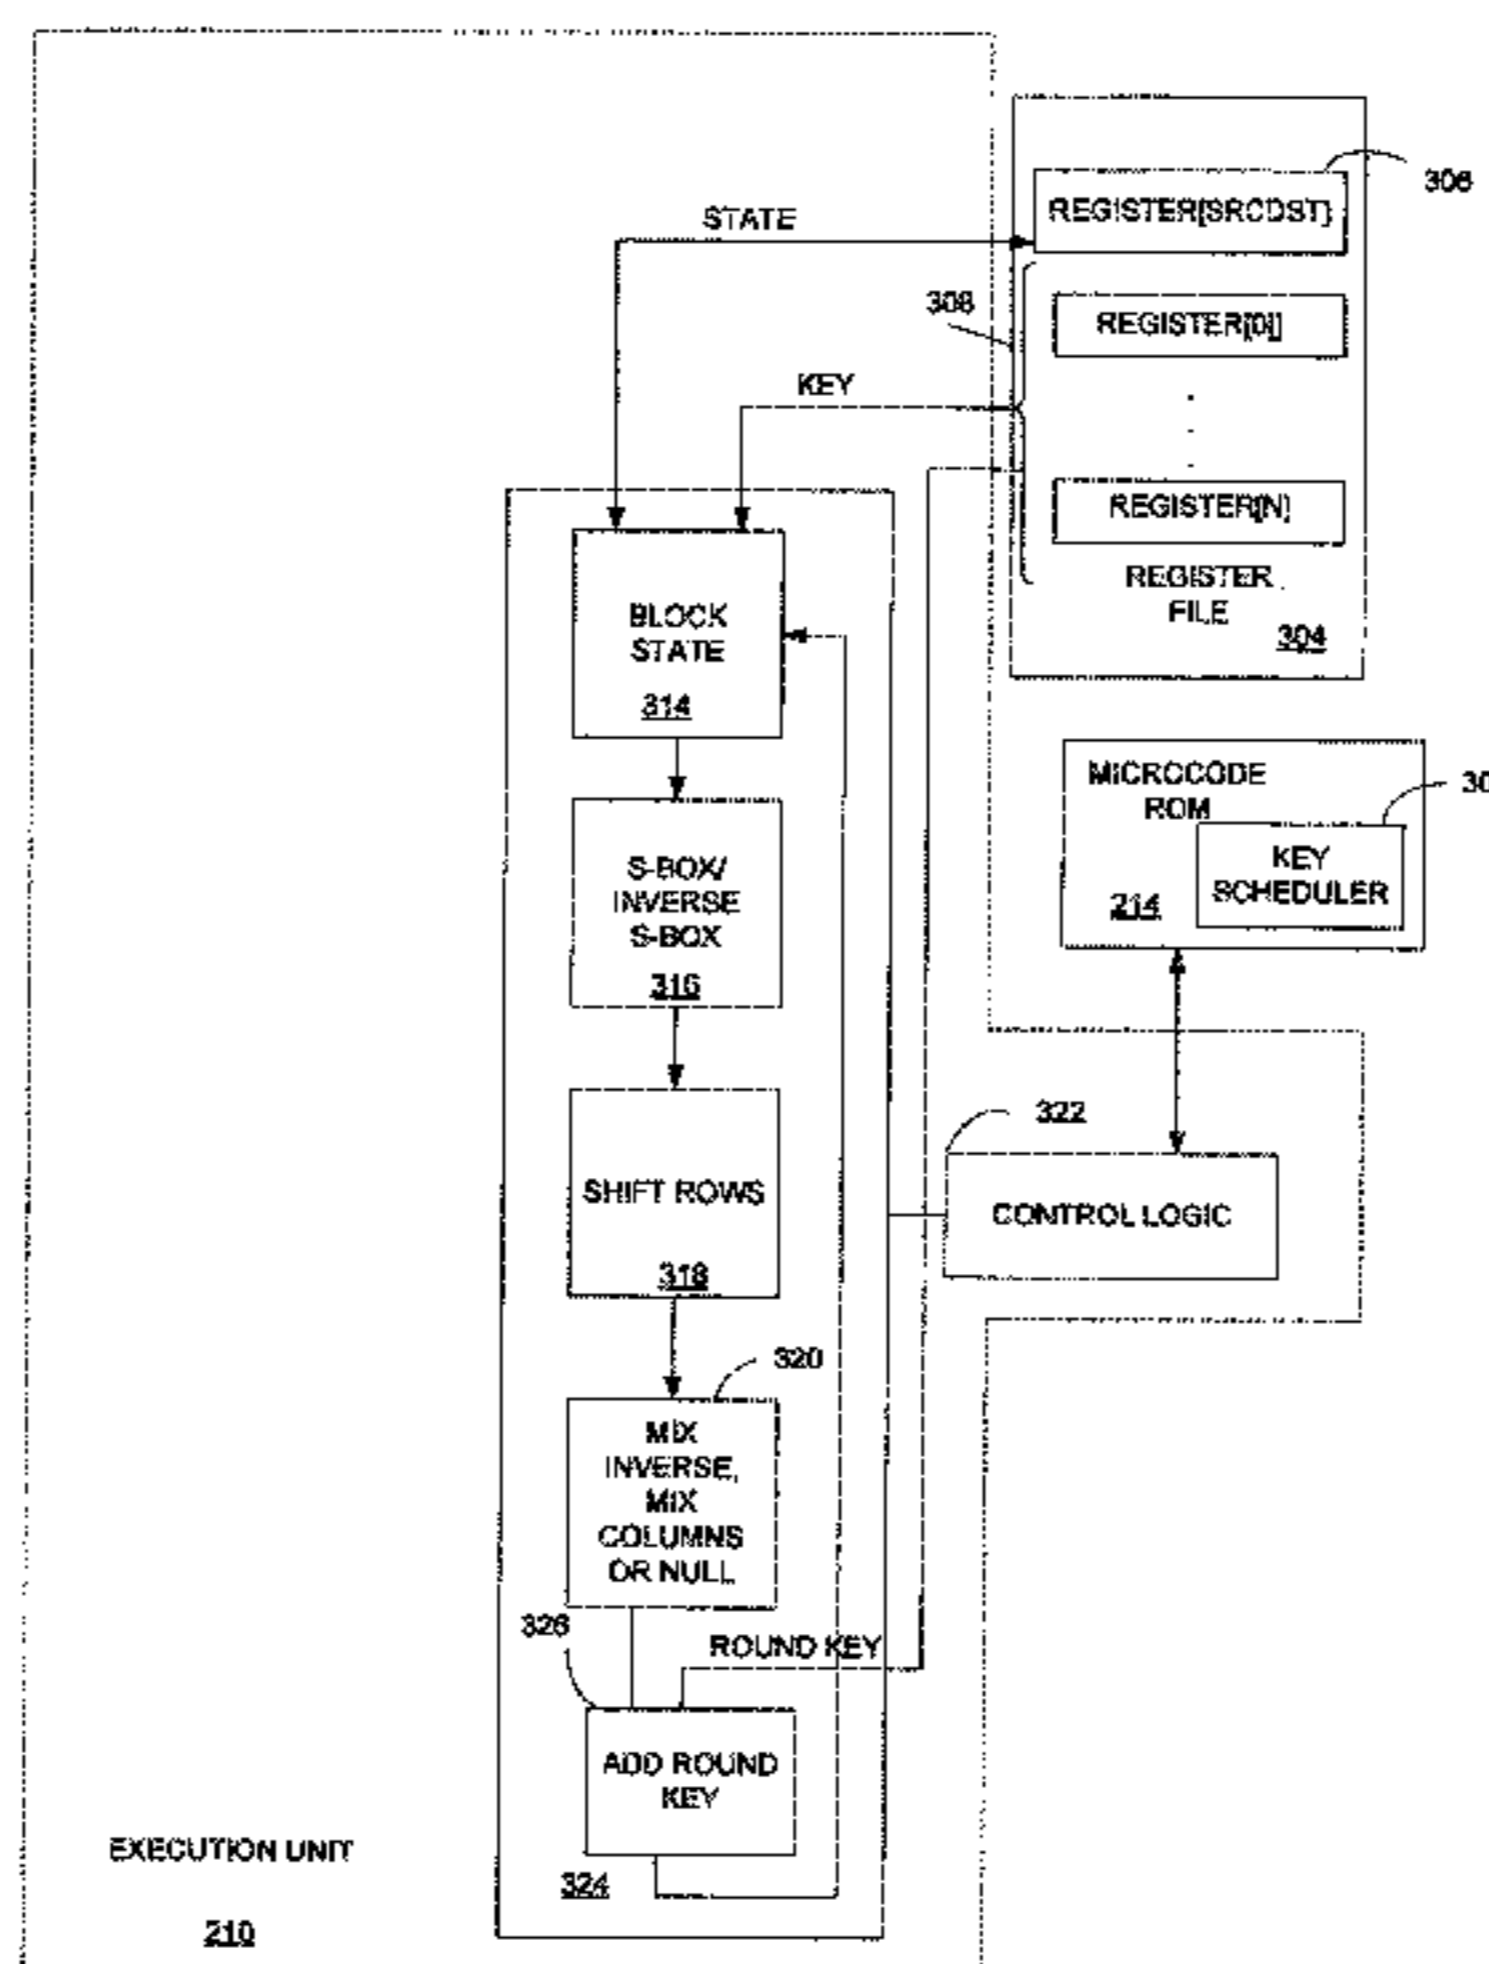 306
REGISTER[SRCDST]
STATE
308
REGISTER[0]
KEY
REGISTER[N]
REGISTER
FILE
304
BLOCK
STATE
314
MICROCODE
ROM
30
KEY
SCHEDULER
214
S-BOX/
INVERSE
S-BOX
316
322
SHIFT ROWS
318
CONTROL LOGIC
320
MIX
INVERSE,
MIX
COLUMNS
OR NULL
326
ROUND KEY
ADD ROUND
KEY
324
EXECUTION UNIT
210